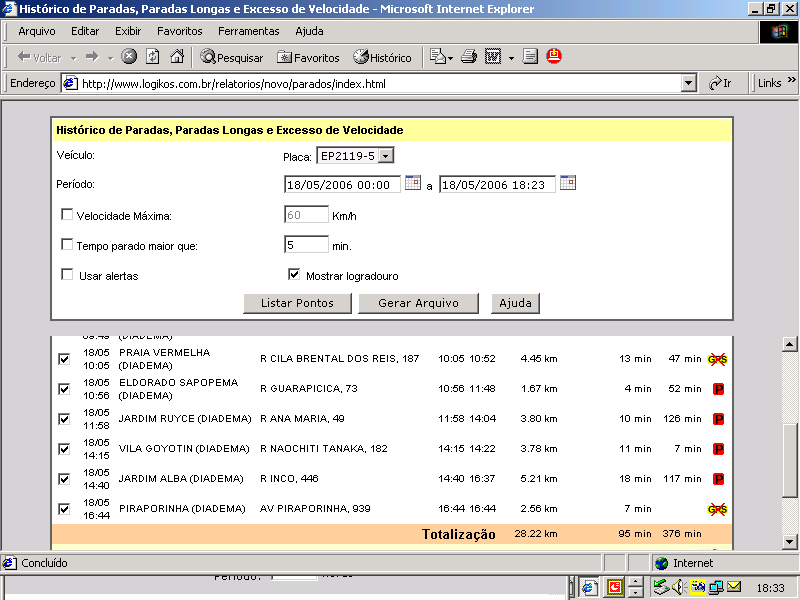 Histórico de Paradas, Paradas Longas e Excesso de Velocidade - Microsoft Internet Explorer
Arquivo Editar Exibir Favoritos Ferramentas Ajuda
Voltar Pesquisar Favoritos Histórico
Endereço http://www.logikos.com.br/relatorios/novo/parados/index.html Ir Links »
Histórico de Paradas, Paradas Longas e Excesso de Velocidade
Veículo: Placa: EP2119-5
Período: 18/05/2006 00:00 a 18/05/2006 18:23
Velocidade Máxima: 60 Km/h
Tempo parado maior que: 5 min.
Usar alertas Mostrar logradouro
Listar Pontos Gerar Arquivo Ajuda
09:49 (DIADEMA)
18/05 10:05 PRAIA VERMELHA (DIADEMA) R CILA BRENTAL DOS REIS, 187 10:05 10:52 4.45 km 13 min 47 min GPS
18/05 10:56 ELDORADO SAPOPEMA (DIADEMA) R GUARAPICICA, 73 10:56 11:48 1.67 km 4 min 52 min P
18/05 11:58 JARDIM RUYCE (DIADEMA) R ANA MARIA, 49 11:58 14:04 3.80 km 10 min 126 min P
18/05 14:15 VILA GOYOTIN (DIADEMA) R NAOCHITI TANAKA, 182 14:15 14:22 3.78 km 11 min 7 min P
18/05 14:40 JARDIM ALBA (DIADEMA) R INCO, 446 14:40 16:37 5.21 km 18 min 117 min P
18/05 16:44 PIRAPORINHA (DIADEMA) AV PIRAPORINHA, 939 16:44 16:44 2.56 km 7 min GPS
Totalização 28.22 km 95 min 376 min
Concluído Internet
Período:
18:33